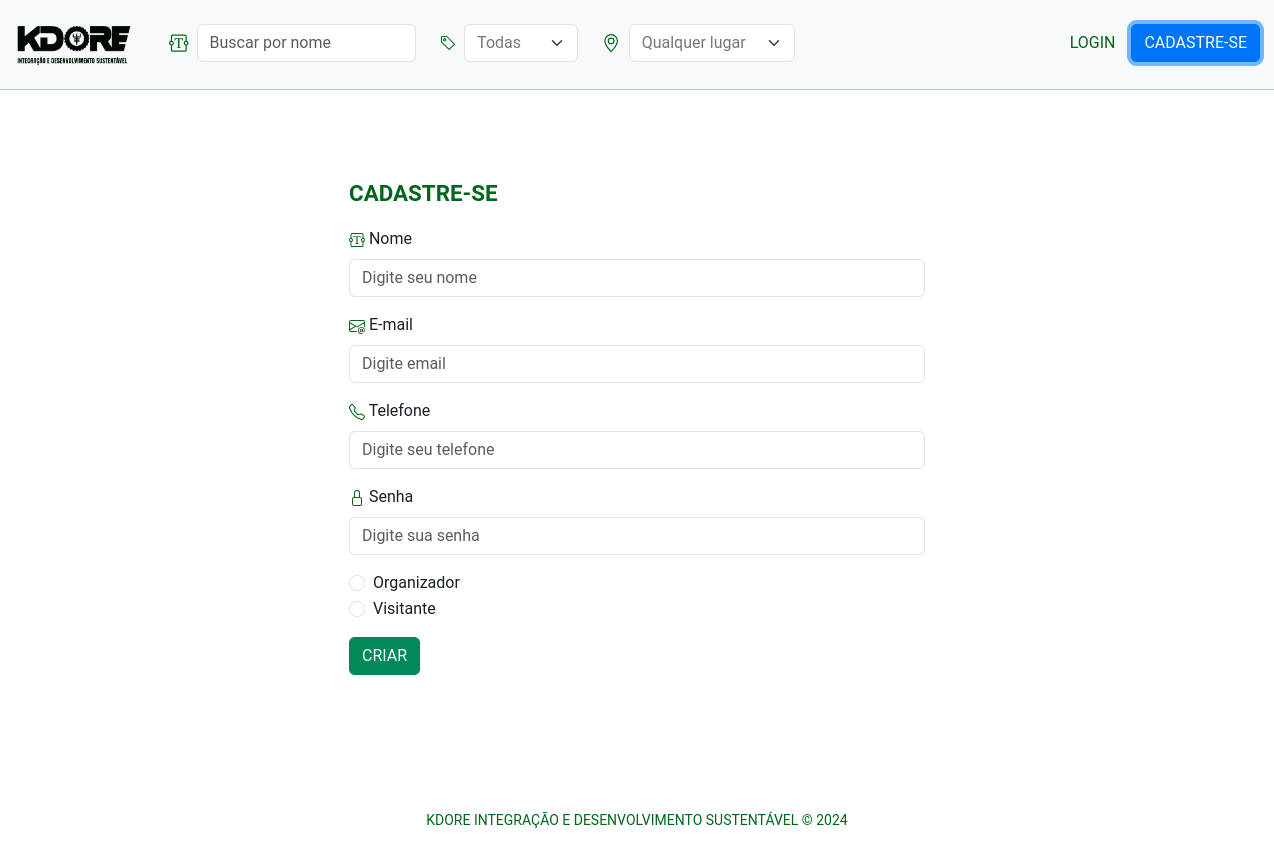 KDORE
INTEGRAÇÃO E DESENVOLVIMENTO SUSTENTÁVEL
Buscar por nome
Todas
Qualquer lugar
LOGIN
CADASTRE-SE
CADASTRE-SE
Nome
Digite seu nome
E-mail
Digite email
Telefone
Digite seu telefone
Senha
Digite sua senha
Organizador
Visitante
CRIAR
KDORE INTEGRAÇÃO E DESENVOLVIMENTO SUSTENTÁVEL © 2024